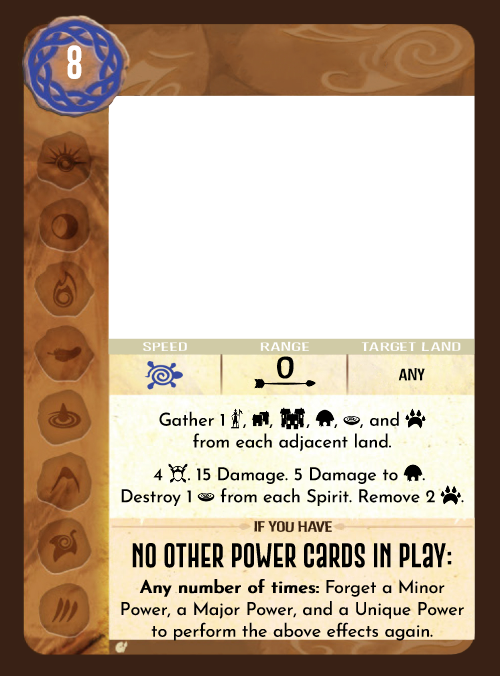 8
SPEED RANGE TARGET LAND
0 ANY
Gather 1 , , , , , and
from each adjacent land.
4 . 15 Damage. 5 Damage to .
Destroy 1 from each Spirit. Remove 2 .
IF YOU HAVE
NO OTHER POWER CARDS IN PLAY:
Any number of times: Forget a Minor
Power, a Major Power, and a Unique Power
to perform the above effects again.